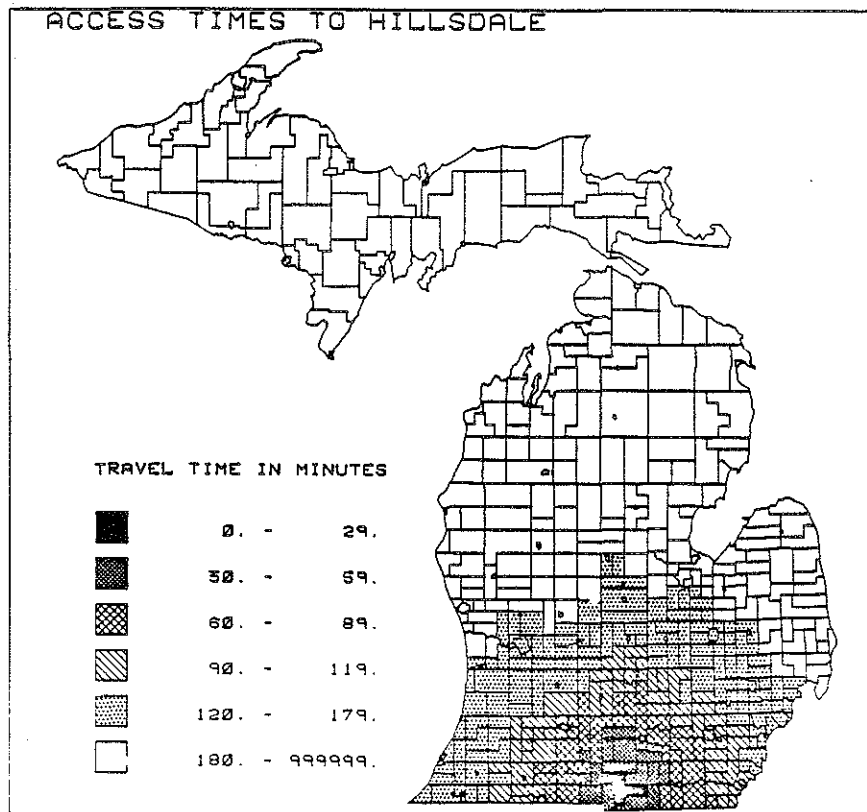 ACCESS TIMES TO HILLSDALE
TRAVEL TIME IN MINUTES
0. - 29.
30. - 59.
60. - 89.
90. - 119.
120. - 179.
180. - 999999.